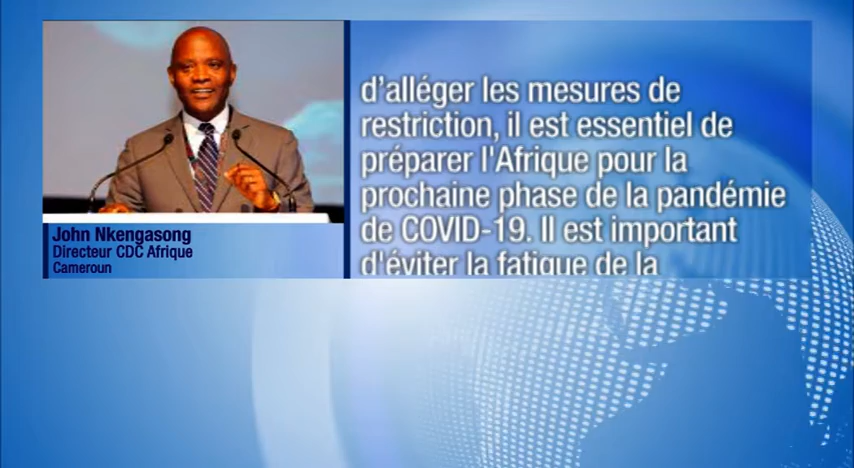 John Nkengasong
Directeur CDC Afrique
Cameroun
d'alléger les mesures de
restriction, il est essentiel de
préparer l'Afrique pour la
prochaine phase de la pandémie
de COVID-19. Il est important
d'éviter la fatigue de la